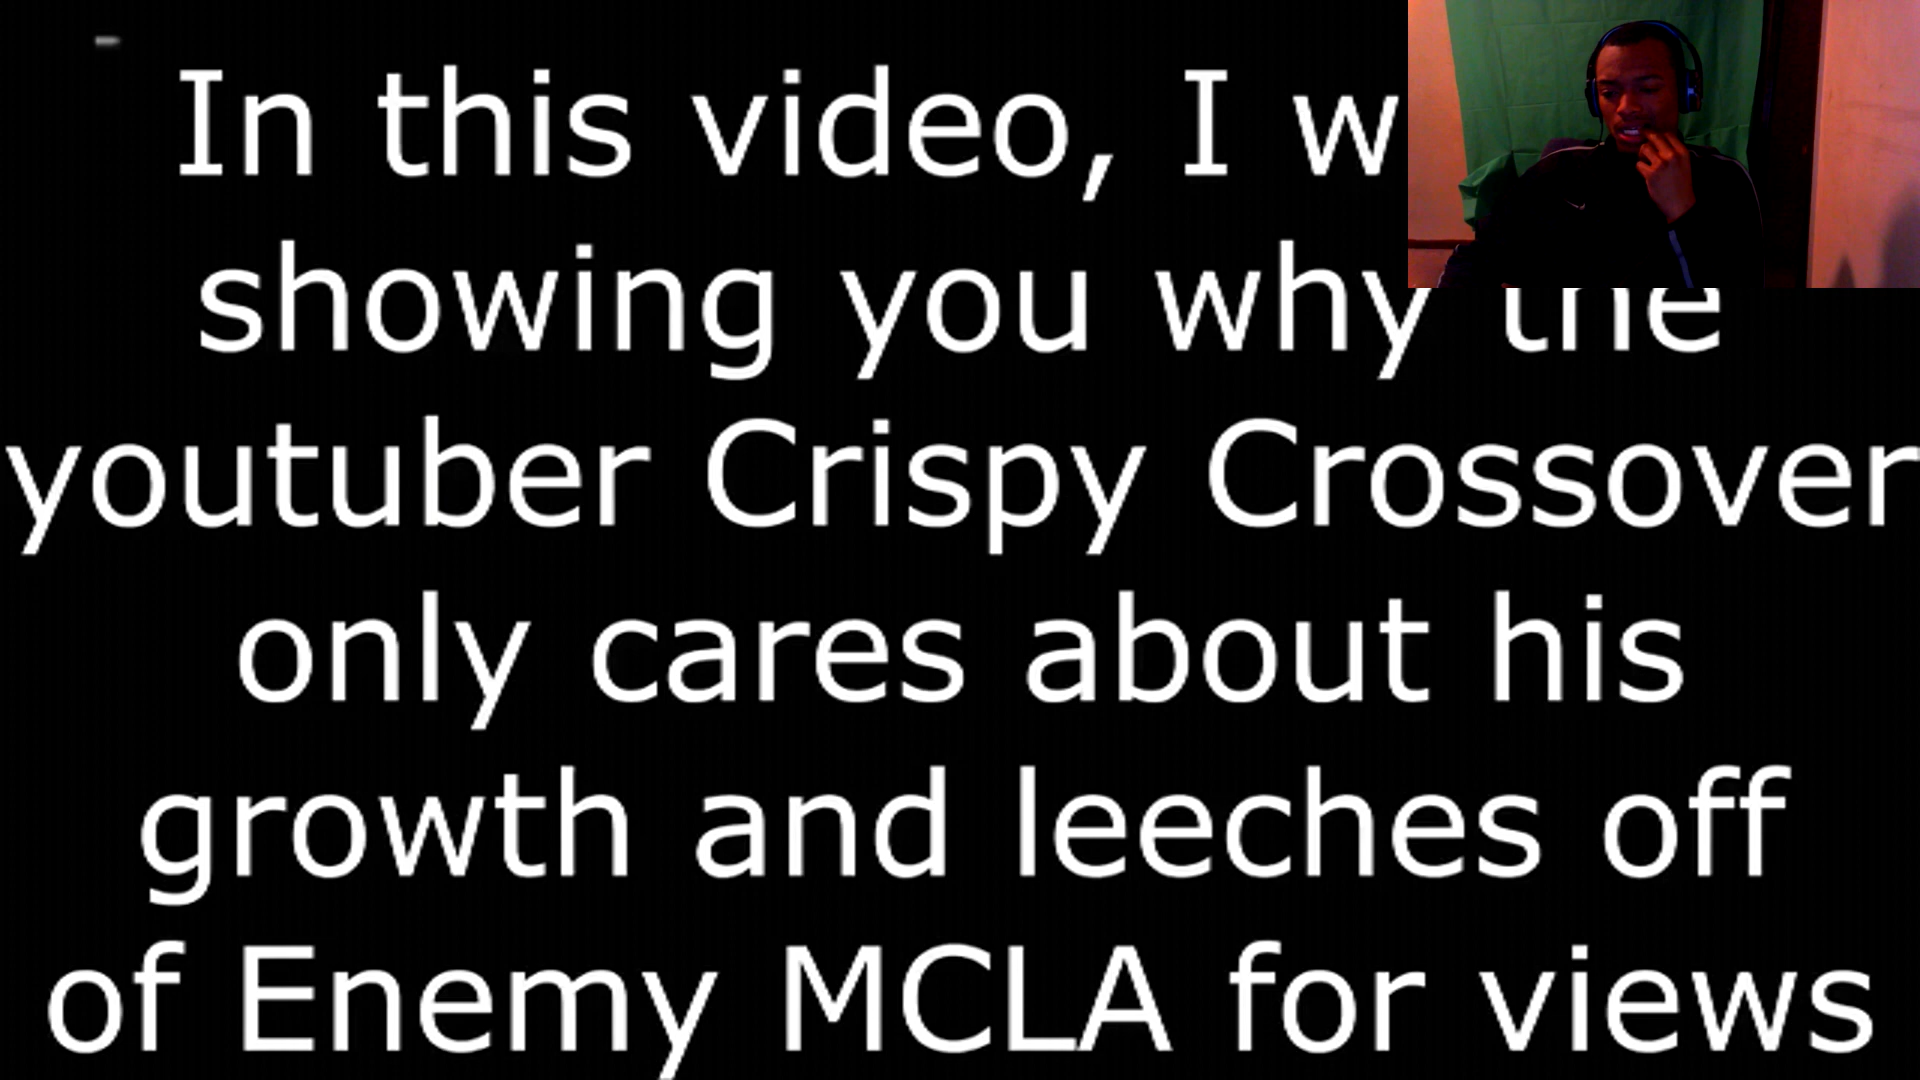 In this video, I w
showing you why the
youtuber Crispy Crossover
only cares about his
growth and leeches off
of Enemy MCLA for views